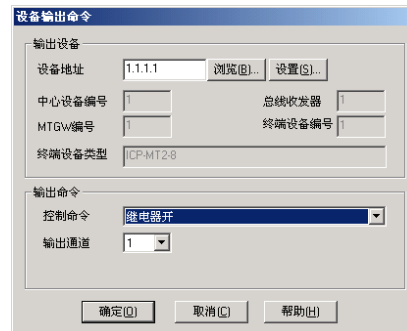 设备输出命令
输出设备
设备地址 1.1.1.1 浏览(B)... 设置(S)...
中心设备编号 1 总线收发器 1
MTGW编号 1 终端设备编号 1
终端设备类型 ICP-MT2-8
输出命令
控制命令 继电器开
输出通道 1
确定(O) 取消(C) 帮助(H)